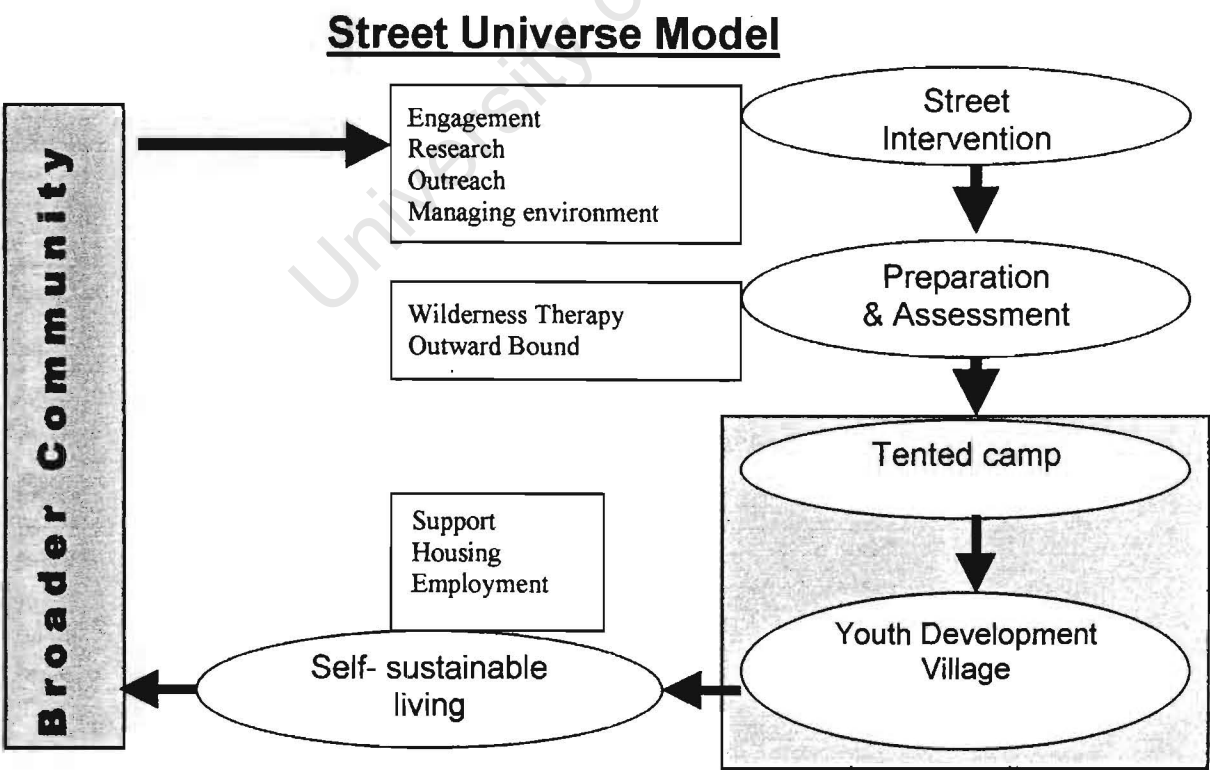 Street Universe Model
Broader Community
Engagement
Research
Outreach
Managing environment
Street
Intervention
Wilderness Therapy
Outward Bound
Preparation
& Assessment
Tented camp
Support
Housing
Employment
Youth Development
Village
Self- sustainable
living
University o